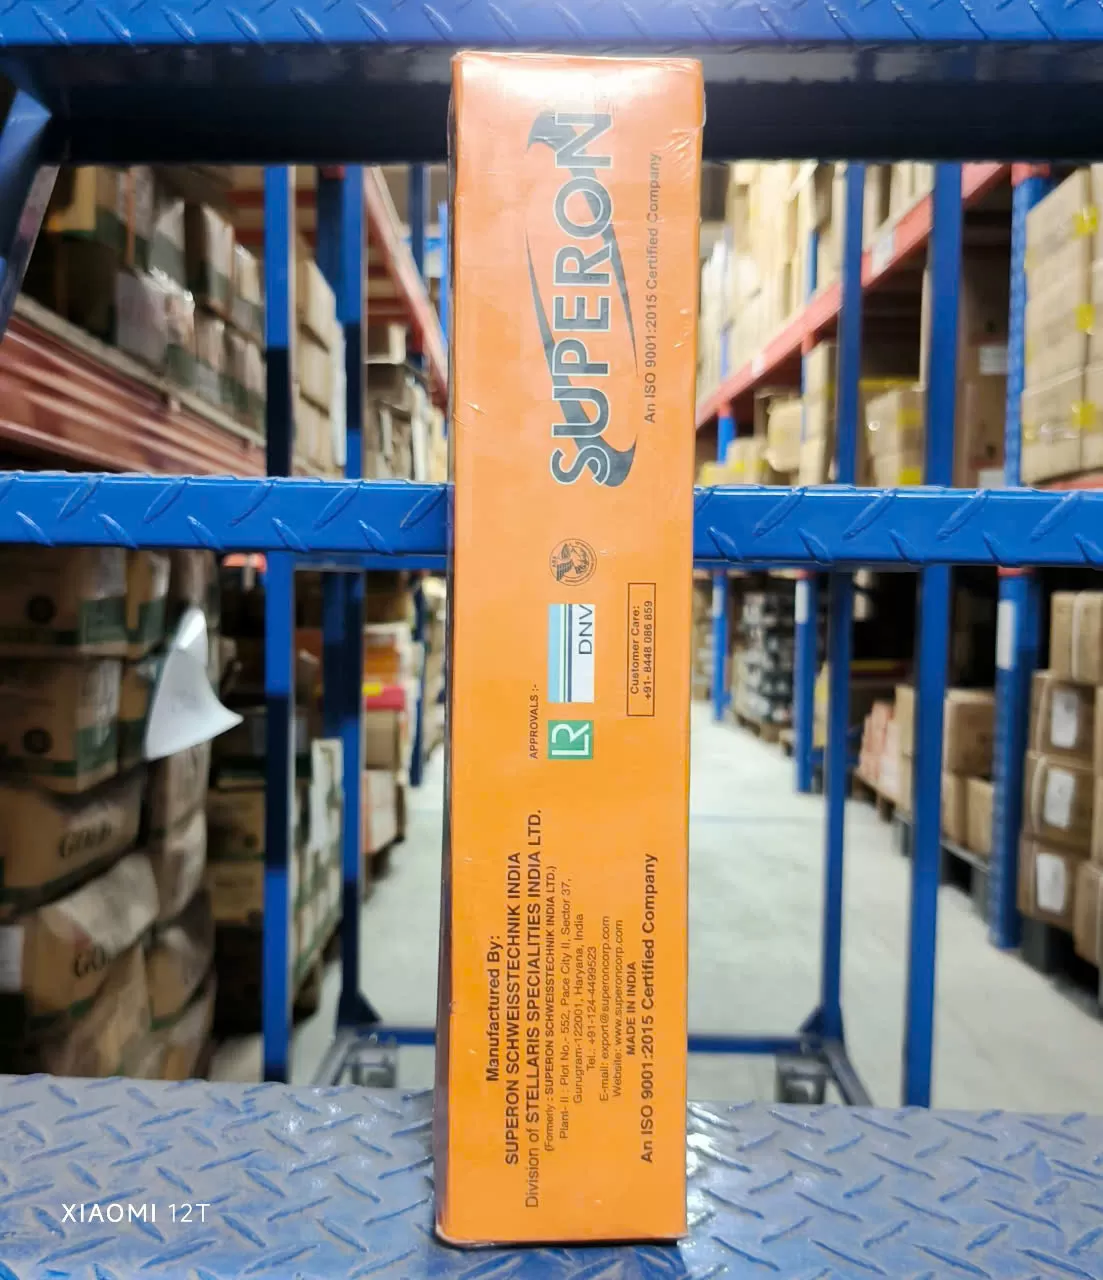 SUPERON
An ISO 9001:2015 Certified Company
APPROVALS :-
LR
DNV
Customer Care:
+91- 8448 086 859
Manufactured By:
SUPERON SCHWEISSTECHNIK INDIA
Division of STELLARIS SPECIALITIES INDIA LTD.
(Formerly : SUPERON SCHWEISSTECHNIK INDIA LTD.)
Plant- II : Plot No.- 552, Pace City II, Sector 37,
Gurugram-122001, Haryana, India
Tel.: +91-124-4499523
E-mail: export@superoncorp.com
Website: www.superoncorp.com
MADE IN INDIA
An ISO 9001:2015 Certified Company
XIAOMI 12T